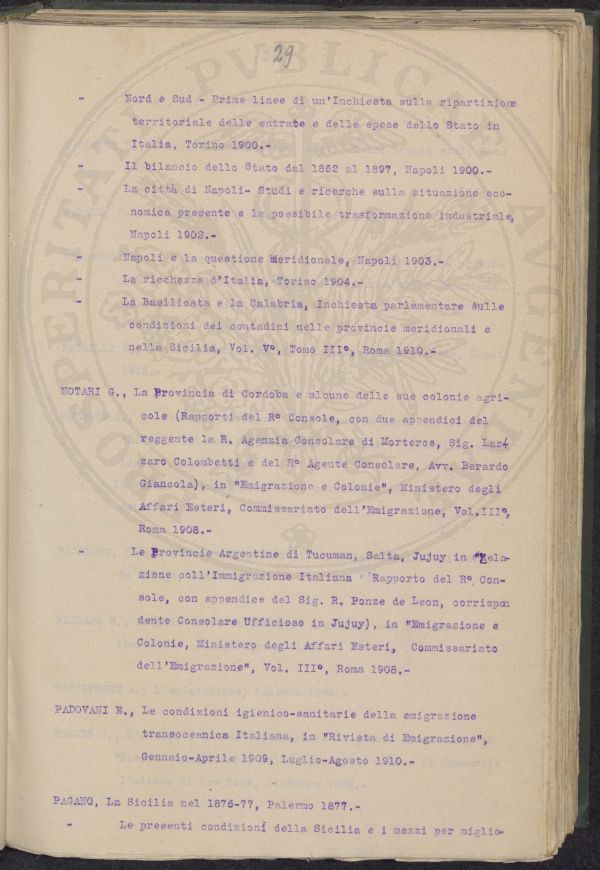 29
- Nord e Sud - Prime linee di un'Inchiesta sulla ripartizione
territoriale delle entrate e delle spese dello Stato in
Italia, Torino 1900.-
- Il bilancio dello Stato dal 1862 al 1897, Napoli 1900.-
- La città di Napoli- Studi e ricerche sulla situazione eco-
nomica presente e la possibile trasformazione industriale,
Napoli 1902.-
- Napoli e la questione meridionale, Napoli 1903.-
- La ricchezza d'Italia, Torino 1904.-
- La Basilicata e la Calabria, Inchiesta parlamentare sulle
condizioni dei contadini nelle provincie meridionali e
nella Sicilia, Vol. V°, Tomo III°, Roma 1910.-
NOTARI G., La Provincia di Cordoba e alcune delle sue colonie agri-
cole (Rapporti del R° Console, con due appendici del
reggente la R. Agenzia Consolare di Morteros, Sig. Laz
zaro Colombetti e del R° Agente Consolare, Avv. Berardo
Giansola), in "Emigrazione e Colonie", Ministero degli
Affari Esteri, Commissariato dell'Emigrazione, Vol.III°,
Roma 1908.-
- Le Provincie Argentine di Tucuman, Salta, Jujuy in Rela-
zione coll'Immigrazione Italiana (Rapporto del R° Con-
sole, con appendice del Sig. R. Ponze de Leon, corrispon
dente Consolare Ufficioso in Jujuy), in "Emigrazione e
Colonie, Ministero degli Affari Esteri, Commissariato
dell'Emigrazione", Vol. III°, Roma 1908.-
PADOVANI E., Le condizioni igienico-sanitarie della emigrazione
transoceanica Italiana, in "Rivista di Emigrazione",
Gennaio-Aprile 1909, Luglio-Agosto 1910.-
PAGANO, La Sicilia nel 1876-77, Palermo 1877.-
- Le presenti condizioni della Sicilia e i mezzi per miglio-